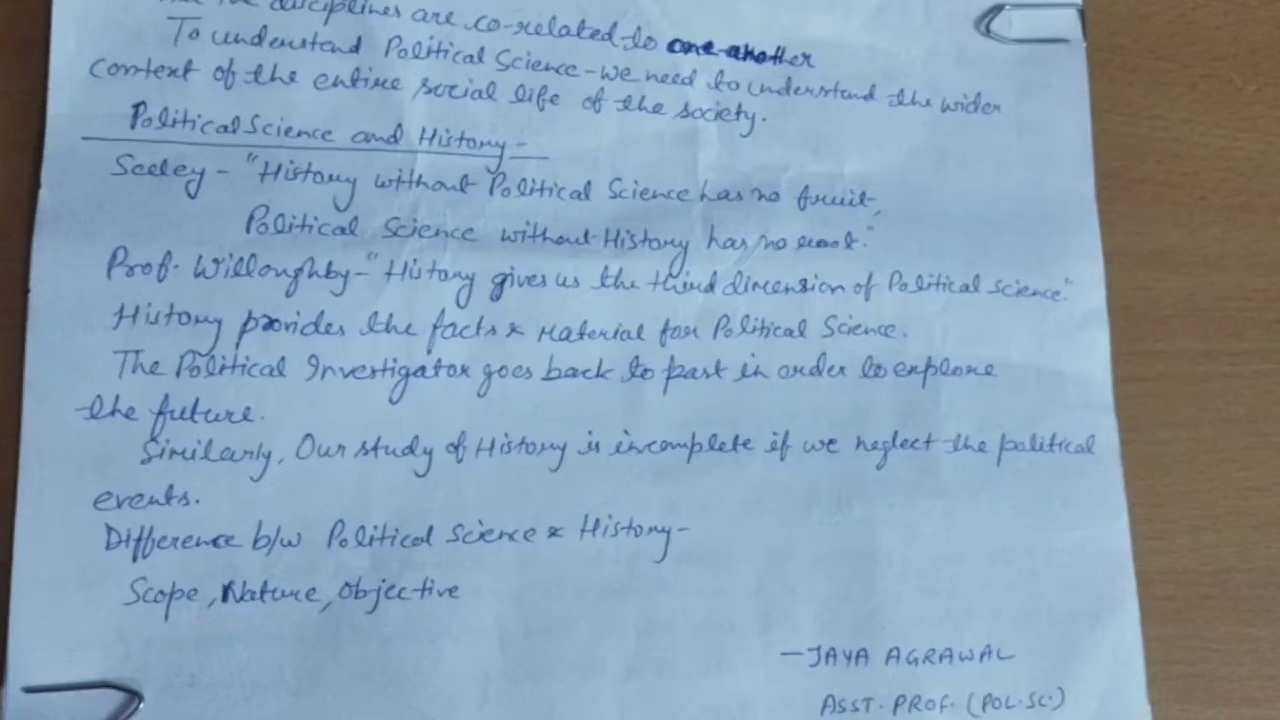 disciplines are co-related to one another
To understand Political Science - we need to understand the wider
context of the entire social life of the society.
Political Science and History -
Seeley - "History without Political Science has no fruit,
Political Science without History has no root."
Prof. Willoughby - "History gives us the third dimension of Political Science."
History provides the facts & material for Political Science.
The Political Investigator goes back to past in order to explore
the future.
Similarly, Our study of History is incomplete if we neglect the political
events.
Difference b/w Political Science & History -
Scope, Nature, Objective
- JAYA AGRAWAL
ASST. PROF. (POL.SC.)